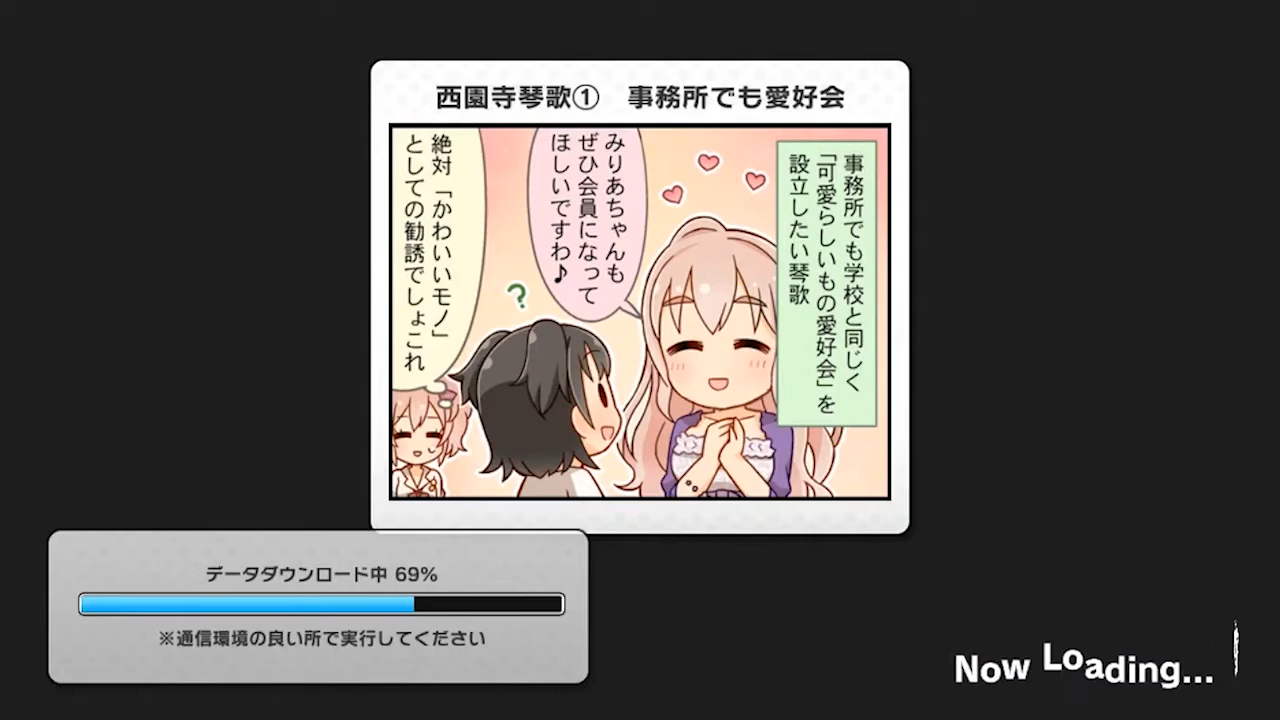 西園寺琴歌① 事務所でも愛好会
事務所でも学校と同じく
「可愛らしいもの愛好会」を
設立したい琴歌
みりあちゃんも
ぜひ会員になって
ほしいですわ♪
?
絶対「かわいいモノ」
としての勧誘でしょこれ
データダウンロード中 69%
※通信環境の良い所で実行してください
Now Loading...